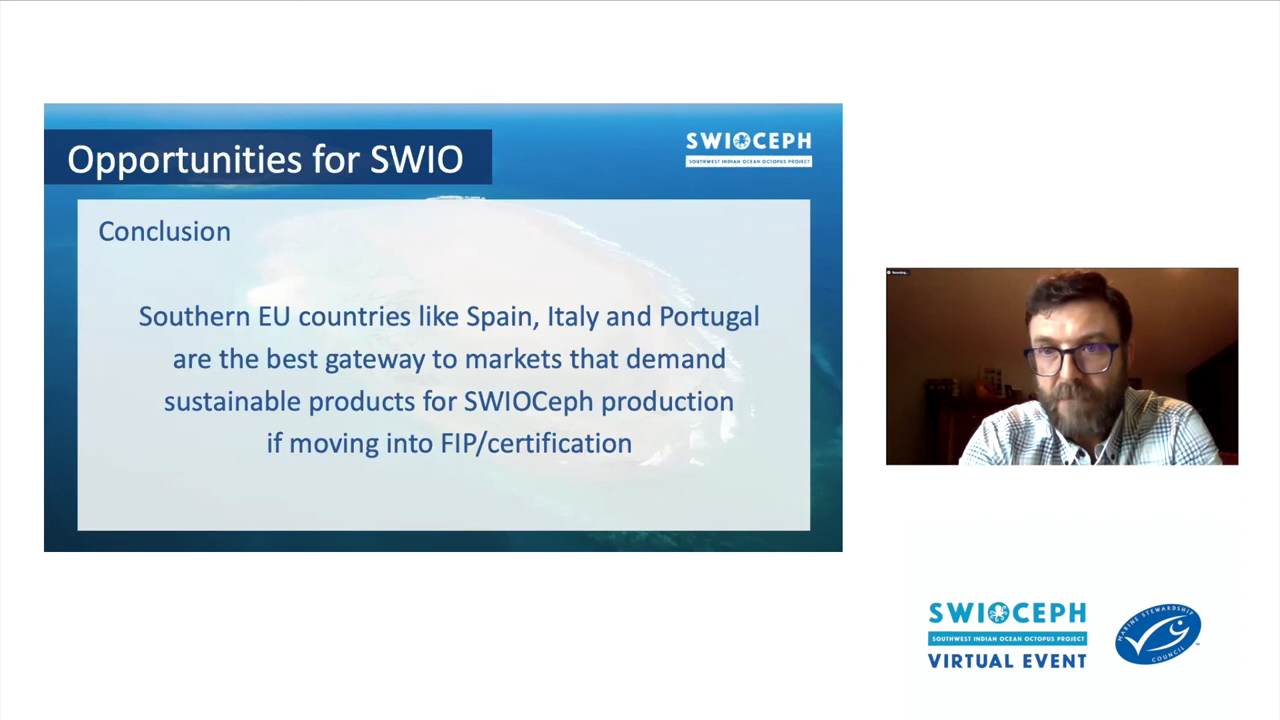 Opportunities for SWIO
SWIOCEPH
SOUTHWEST INDIAN OCEAN OCTOPUS PROJECT
Conclusion
Southern EU countries like Spain, Italy and Portugal
are the best gateway to markets that demand
sustainable products for SWIOCeph production
if moving into FIP/certification
Recording...
SWIOCEPH
SOUTHWEST INDIAN OCEAN OCTOPUS PROJECT
VIRTUAL EVENT
MARINE STEWARDSHIP
COUNCIL
TM